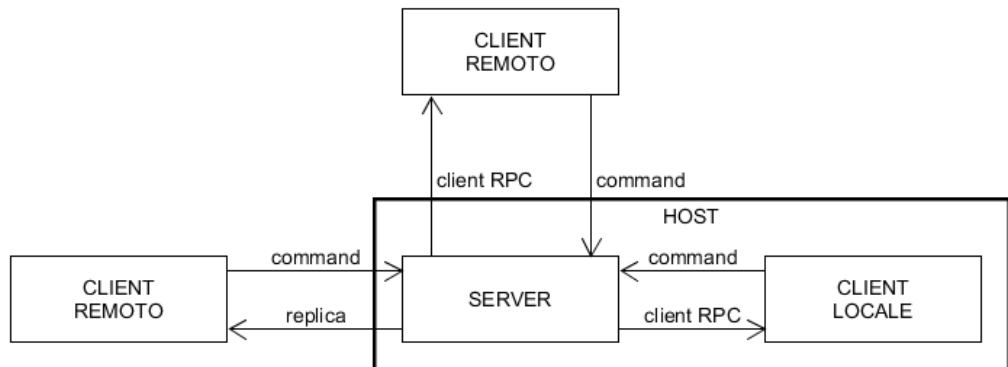 CLIENT
REMOTO
client RPC
command
HOST
command
command
CLIENT
REMOTO
SERVER
CLIENT
LOCALE
replica
client RPC